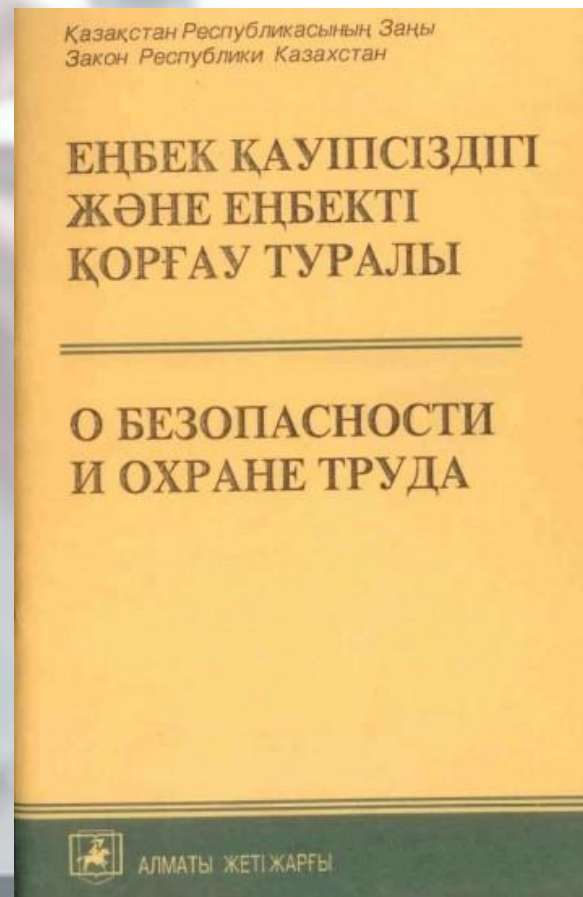 Қазақстан Республикасының Заңы
Закон Республики Казахстан
ЕҢБЕК ҚАУІПСІЗДІГІ
ЖӘНЕ ЕҢБЕКТІ
ҚОРҒАУ ТУРАЛЫ
О БЕЗОПАСНОСТИ
И ОХРАНЕ ТРУДА
АЛМАТЫ ЖЕТІ ЖАРҒЫ